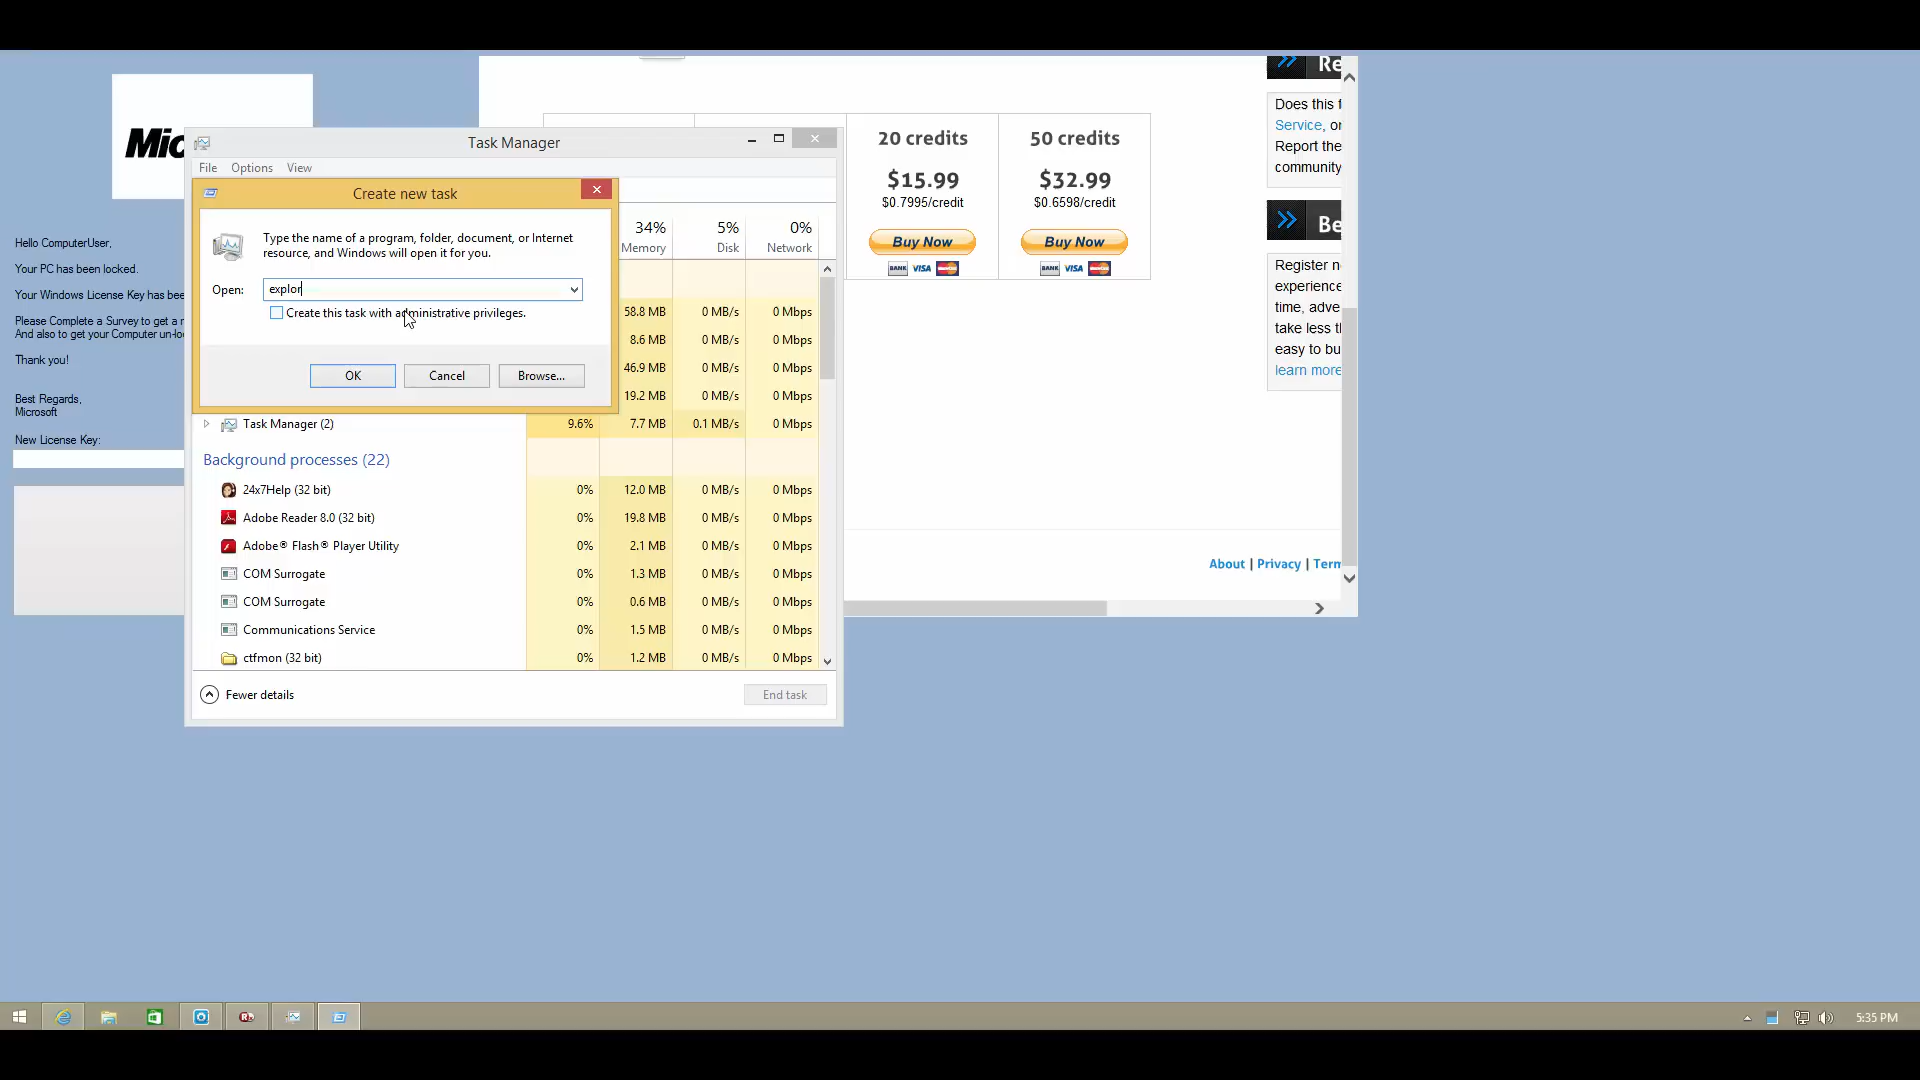 Mic
Hello ComputerUser,
Your PC has been locked.
Your Windows License Key has bee
Please Complete a Survey to get a
And also to get your Computer un-lo
Thank you!
Best Regards,
Microsoft
New License Key:
Task Manager
File Options View
Create new task
Type the name of a program, folder, document, or Internet
resource, and Windows will open it for you.
Open: explor
Create this task with administrative privileges.
OK Cancel Browse...
34% 5% 0%
Memory Disk Network
58.8 MB 0 MB/s 0 Mbps
8.6 MB 0 MB/s 0 Mbps
46.9 MB 0 MB/s 0 Mbps
19.2 MB 0 MB/s 0 Mbps
Task Manager (2) 9.6% 7.7 MB 0.1 MB/s 0 Mbps
Background processes (22)
24x7Help (32 bit) 0% 12.0 MB 0 MB/s 0 Mbps
Adobe Reader 8.0 (32 bit) 0% 19.8 MB 0 MB/s 0 Mbps
Adobe® Flash® Player Utility 0% 2.1 MB 0 MB/s 0 Mbps
COM Surrogate 0% 1.3 MB 0 MB/s 0 Mbps
COM Surrogate 0% 0.6 MB 0 MB/s 0 Mbps
Communications Service 0% 1.5 MB 0 MB/s 0 Mbps
ctfmon (32 bit) 0% 1.2 MB 0 MB/s 0 Mbps
Fewer details End task
20 credits
$15.99
$0.7995/credit
Buy Now
BANK VISA
50 credits
$32.99
$0.6598/credit
Buy Now
BANK VISA
Re
Does this f
Service, or
Report the
community
Be
Register n
experience
time, adve
take less t
easy to bu
learn more
About | Privacy | Term
5:35 PM